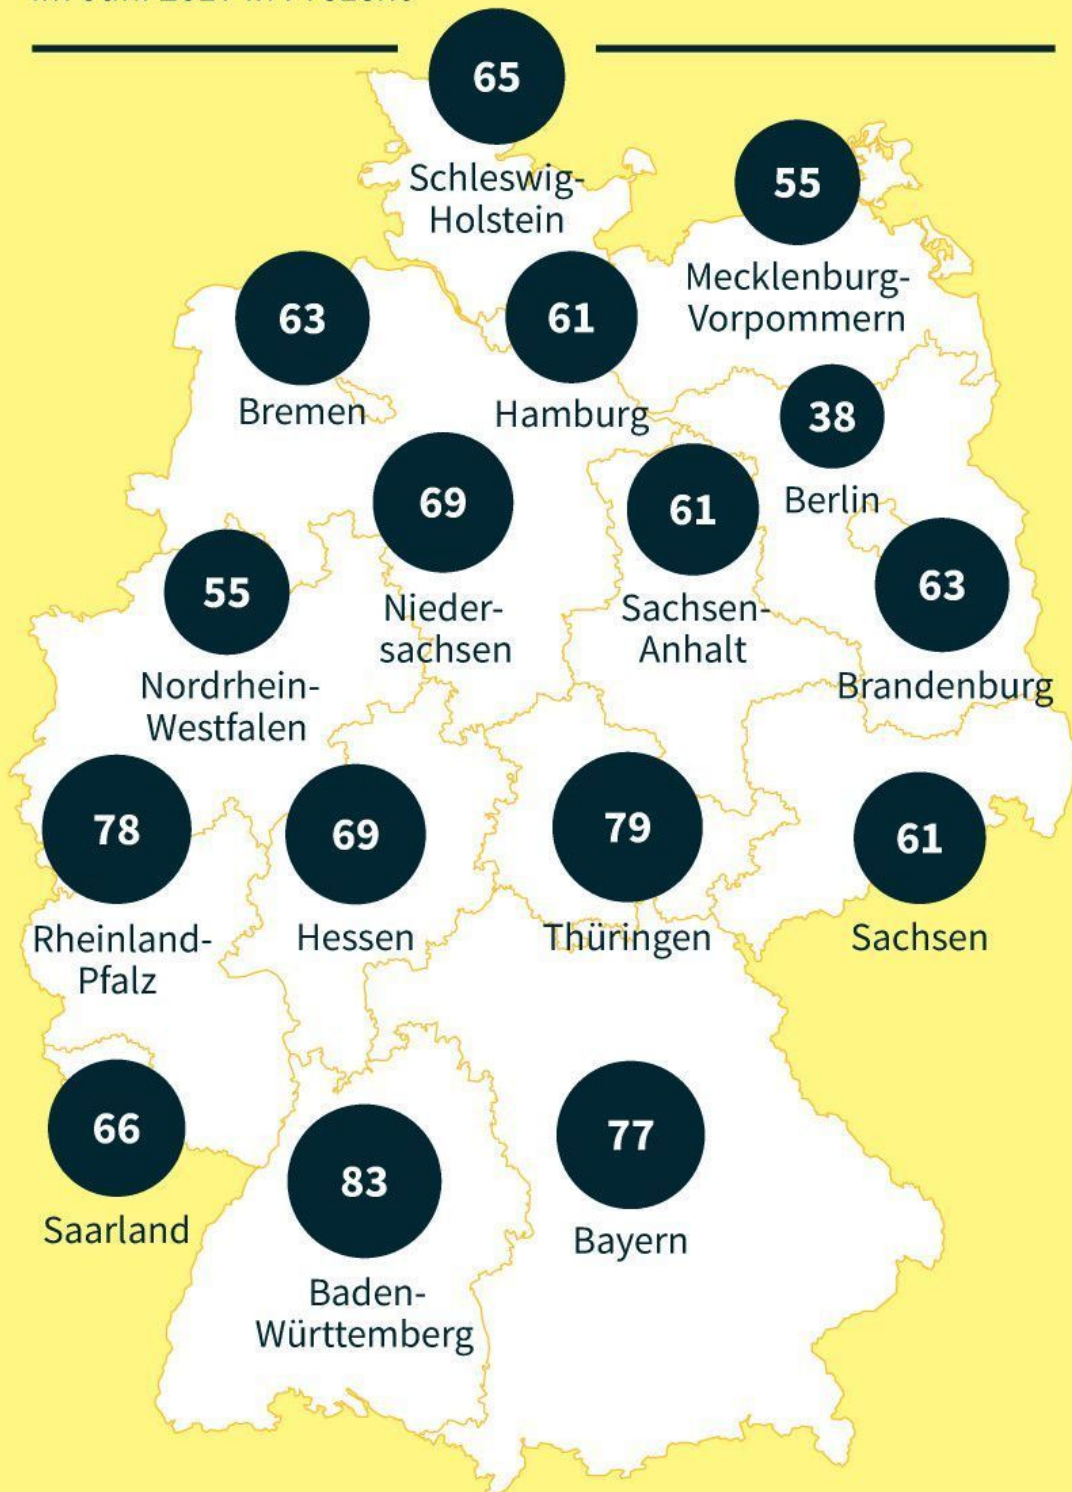 65
Schleswig-
Holstein
55
Mecklenburg-
Vorpommern
63
Bremen
61
Hamburg
38
Berlin
69
Nieder-
sachsen
61
Sachsen-
Anhalt
63
Brandenburg
55
Nordrhein-
Westfalen
78
Rheinland-
Pfalz
69
Hessen
79
Thüringen
61
Sachsen
66
Saarland
83
Baden-
Württemberg
77
Bayern